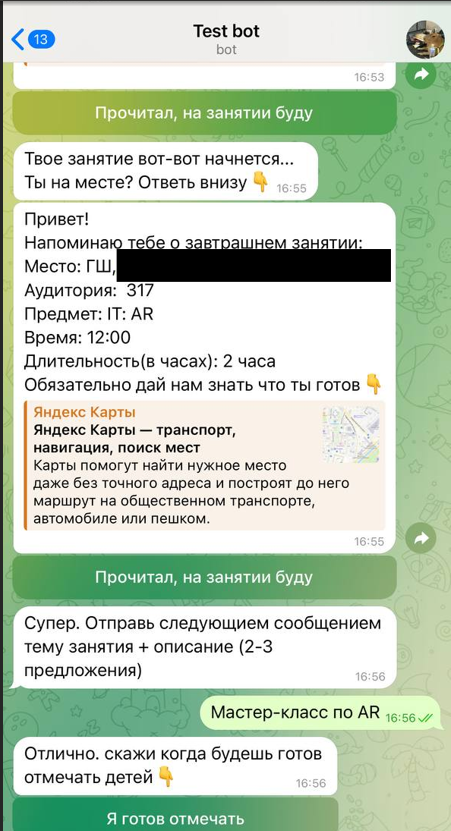 13
Test bot
bot
16:53
Прочитал, на занятии буду
Твое занятие вот-вот начнется...
Ты на месте? Ответь внизу 👇 16:55
Привет!
Напоминаю тебе о завтрашнем занятии:
Место: ГШ,
Аудитория: 317
Предмет: IT: AR
Время: 12:00
Длительность(в часах): 2 часа
Обязательно дай нам знать что ты готов 👇
Яндекс Карты
Яндекс Карты — транспорт,
навигация, поиск мест
Карты помогут найти нужное место
даже без точного адреса и построят до него
маршрут на общественном транспорте,
автомобиле или пешком.
16:55
Прочитал, на занятии буду
Супер. Отправь следующием сообщением
тему занятия + описание (2-3
предложения) 16:56
Мастер-класс по AR 16:56
Отлично. скажи когда будешь готов
отмечать детей 👇 16:56
Я готов отмечать